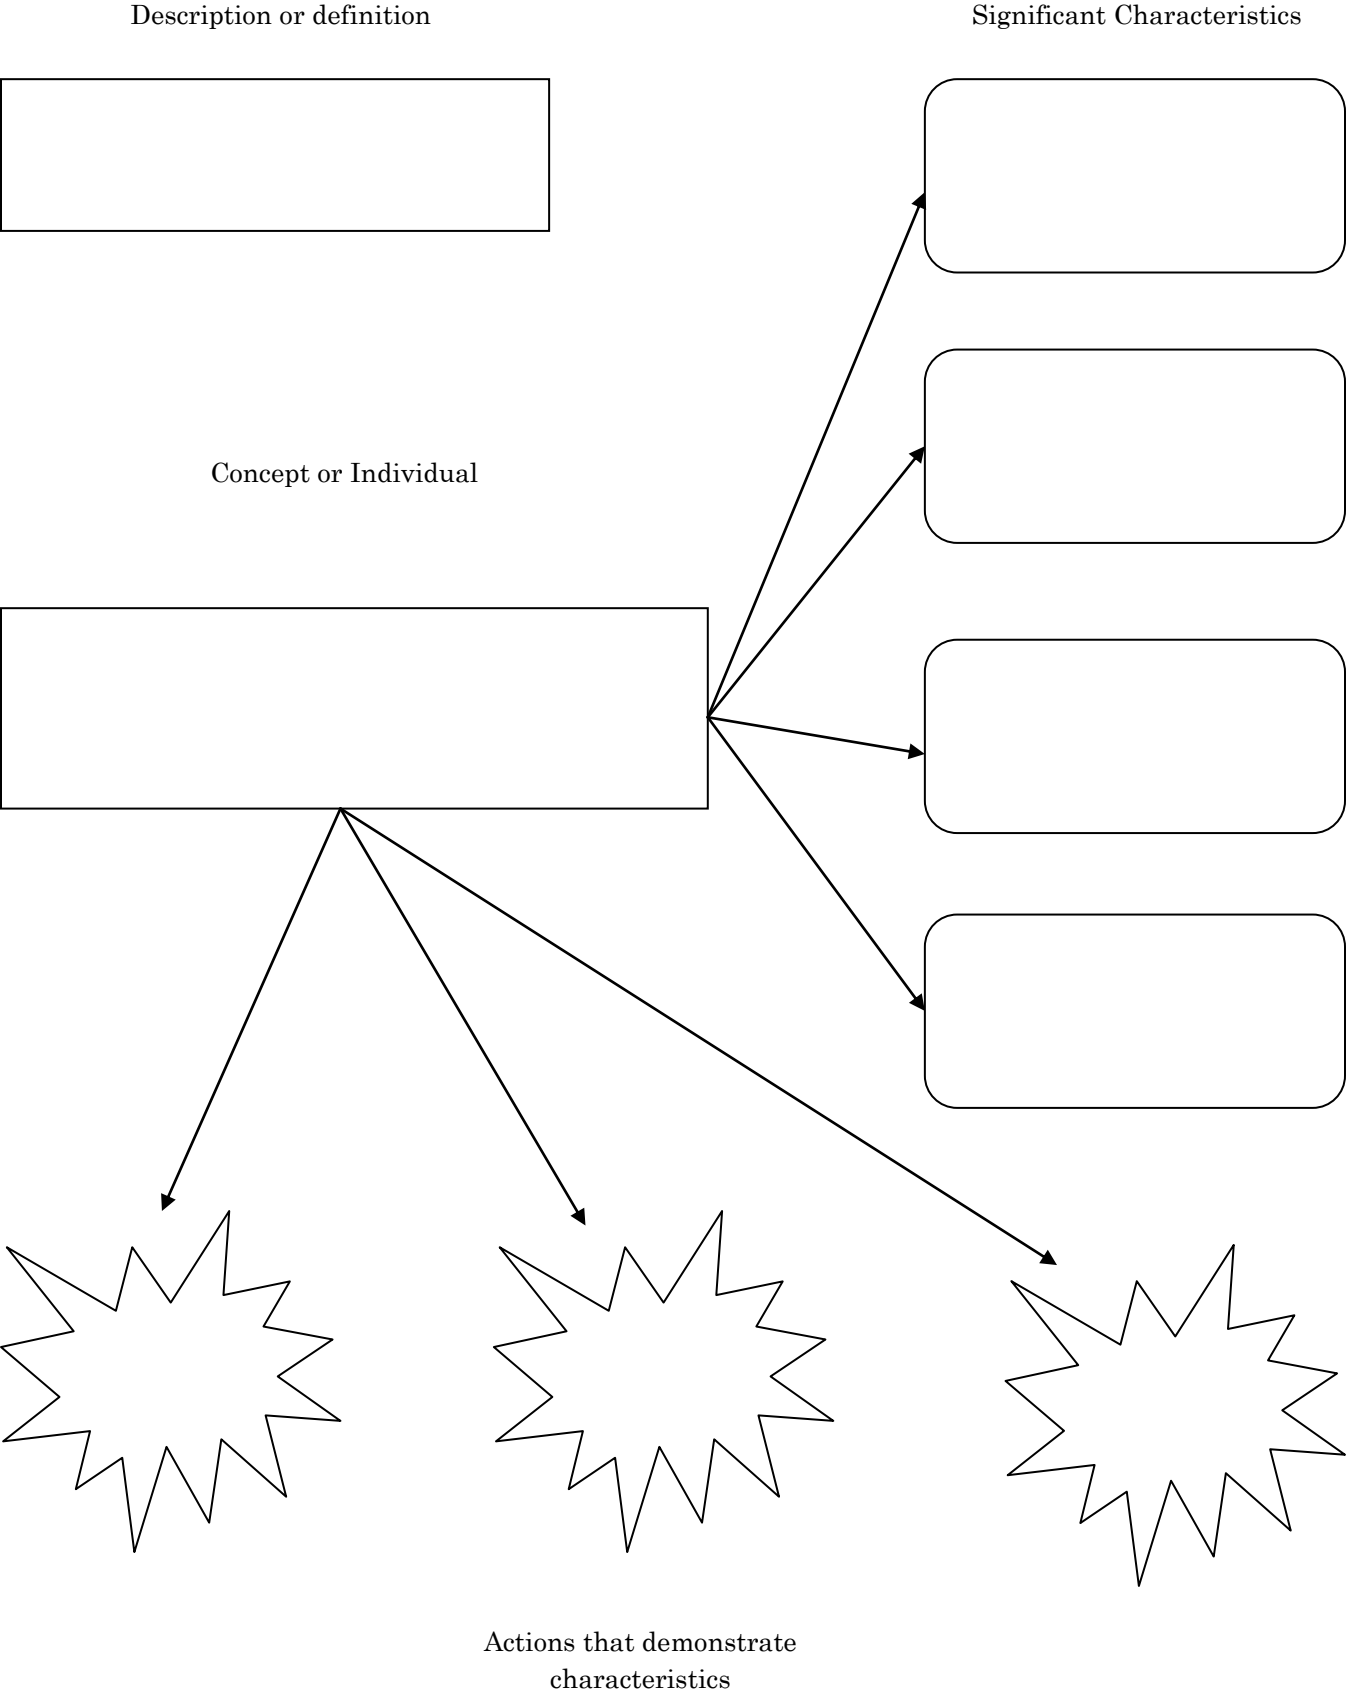 Description or definition
Significant Characteristics
Concept or Individual
Actions that demonstrate
characteristics